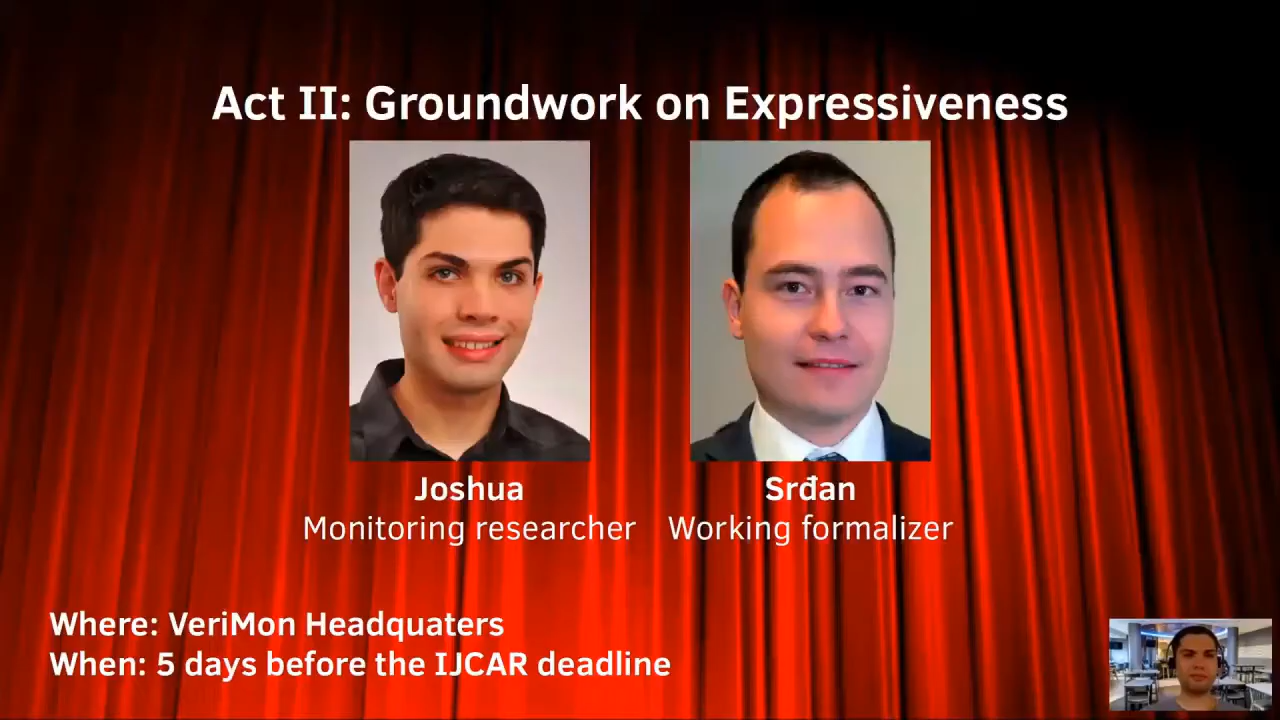 Act II: Groundwork on Expressiveness
Joshua
Srđan
Monitoring researcher
Working formalizer
Where: VeriMon Headquaters
When: 5 days before the IJCAR deadline